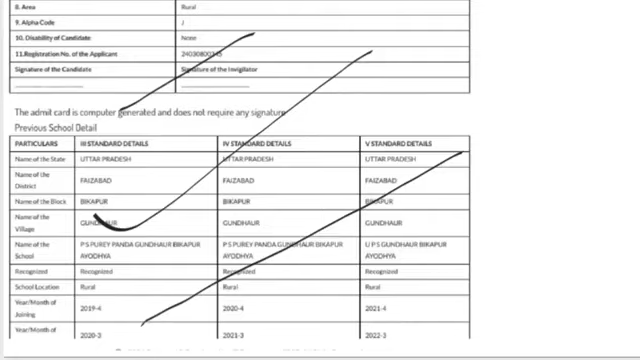 8. Area Rural
9. Alpha Code J
10. Disability of Candidate None
11.Registration No. of the Applicant
Signature of the Candidate Signature of the Invigilator
The admit card is computer generated and does not require any signature
Previous School Detail
PARTICULARS III STANDARD DETAILS IV STANDARD DETAILS V STANDARD DETAILS
Name of the State UTTAR PRADESH UTTAR PRADESH UTTAR PRADESH
Name of the District FAIZABAD FAIZABAD FAIZABAD
Name of the Block BIKAPUR BIKAPUR BIKAPUR
Name of the Village GUNDHAUR GUNDHAUR GUNDHAUR
Name of the School P S PUREY PANDA GUNDHAUR BIKAPUR AYODHYA P S PUREY PANDA GUNDHAUR BIKAPUR AYODHYA U P S GUNDHAUR BIKAPUR AYODHYA
Recognized Recognized Recognized Recognized
School Location Rural Rural Rural
Year/Month of Joining 2019-4 2020-4 2021-4
Year/Month of 2020-3 2021-3 2022-3